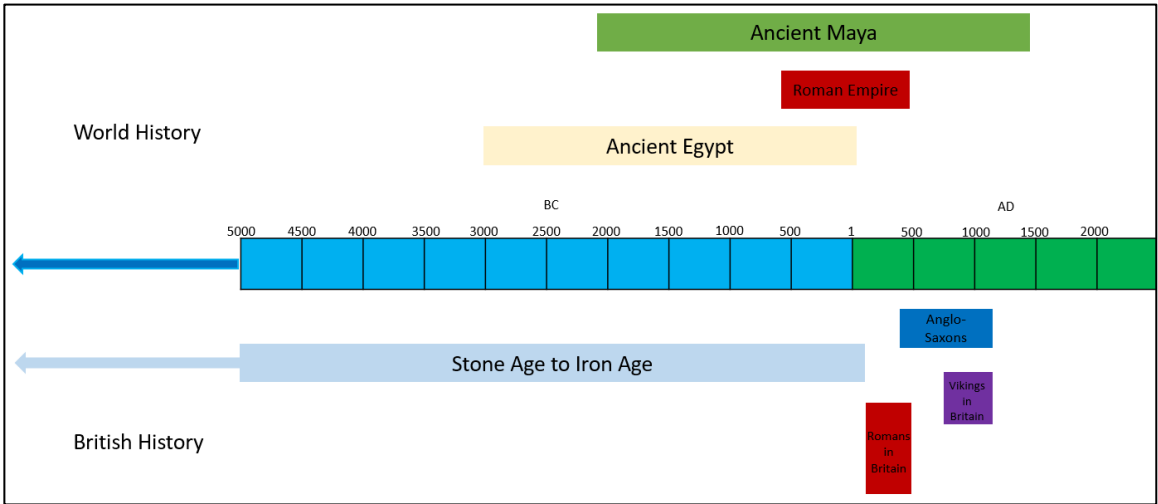 Ancient Maya
Roman Empire
World History
Ancient Egypt
BC
AD
5000 4500 4000 3500 3000 2500 2000 1500 1000 500 1 500 1000 1500 2000
Anglo-
Saxons
Stone Age to Iron Age
Vikings
in
Britain
British History
Romans
in
Britain